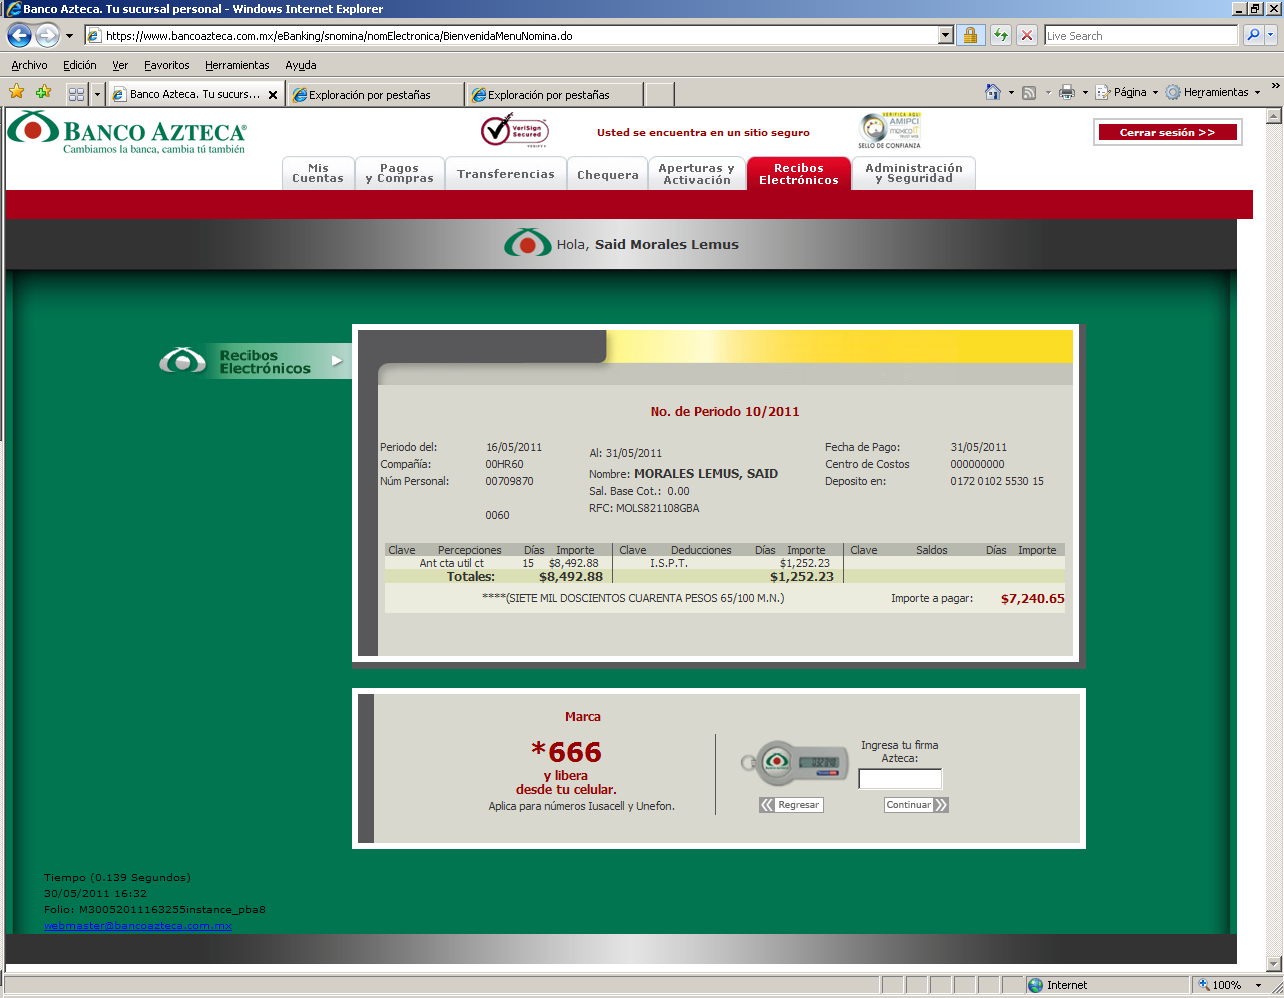 Banco Azteca. Tu sucursal personal - Windows Internet Explorer
https://www.bancoazteca.com.mx/eBanking/snomina/nomElectronica/BienvenidaMenuNomina.do
Live Search
Archivo Edición Ver Favoritos Herramientas Ayuda
Banco Azteca. Tu sucurs... Exploración por pestañas Exploración por pestañas Página Herramientas
BANCO AZTECA®
Cambiamos la banca, cambia tú también
VeriSign
Secured
VERIFY
Usted se encuentra en un sitio seguro
VERIFICA AQUI
AMIPCI
SELLO DE CONFIANZA
Cerrar sesión >>
Mis
Cuentas
Pagos
y Compras
Transferencias
Chequera
Aperturas y
Activación
Recibos
Electrónicos
Administración
y Seguridad
Hola, Said Morales Lemus
Recibos
Electrónicos
No. de Periodo 10/2011
Periodo del: 16/05/2011 Al: 31/05/2011 Fecha de Pago: 31/05/2011
Compañía: 00HR60 Nombre: MORALES LEMUS, SAID Centro de Costos 000000000
Núm Personal: 00709870 Sal. Base Cot.: 0.00 Deposito en: 0172 0102 5530 15
0060 RFC: MOLS821108GBA
Clave Percepciones Días Importe Clave Deducciones Días Importe Clave Saldos Días Importe
Ant cta util ct 15 $8,492.88 I.S.P.T. $1,252.23
Totales: $8,492.88 $1,252.23
****(SIETE MIL DOSCIENTOS CUARENTA PESOS 65/100 M.N.) Importe a pagar: $7,240.65
Marca
*666
y libera
desde tu celular.
Aplica para números Iusacell y Unefon.
Ingresa tu firma
Azteca:
Regresar Continuar
Tiempo (0.139 Segundos)
30/05/2011 16:32
Folio: M30052011163255instance_pba8
webmaster@bancoazteca.com.mx
Internet 100%